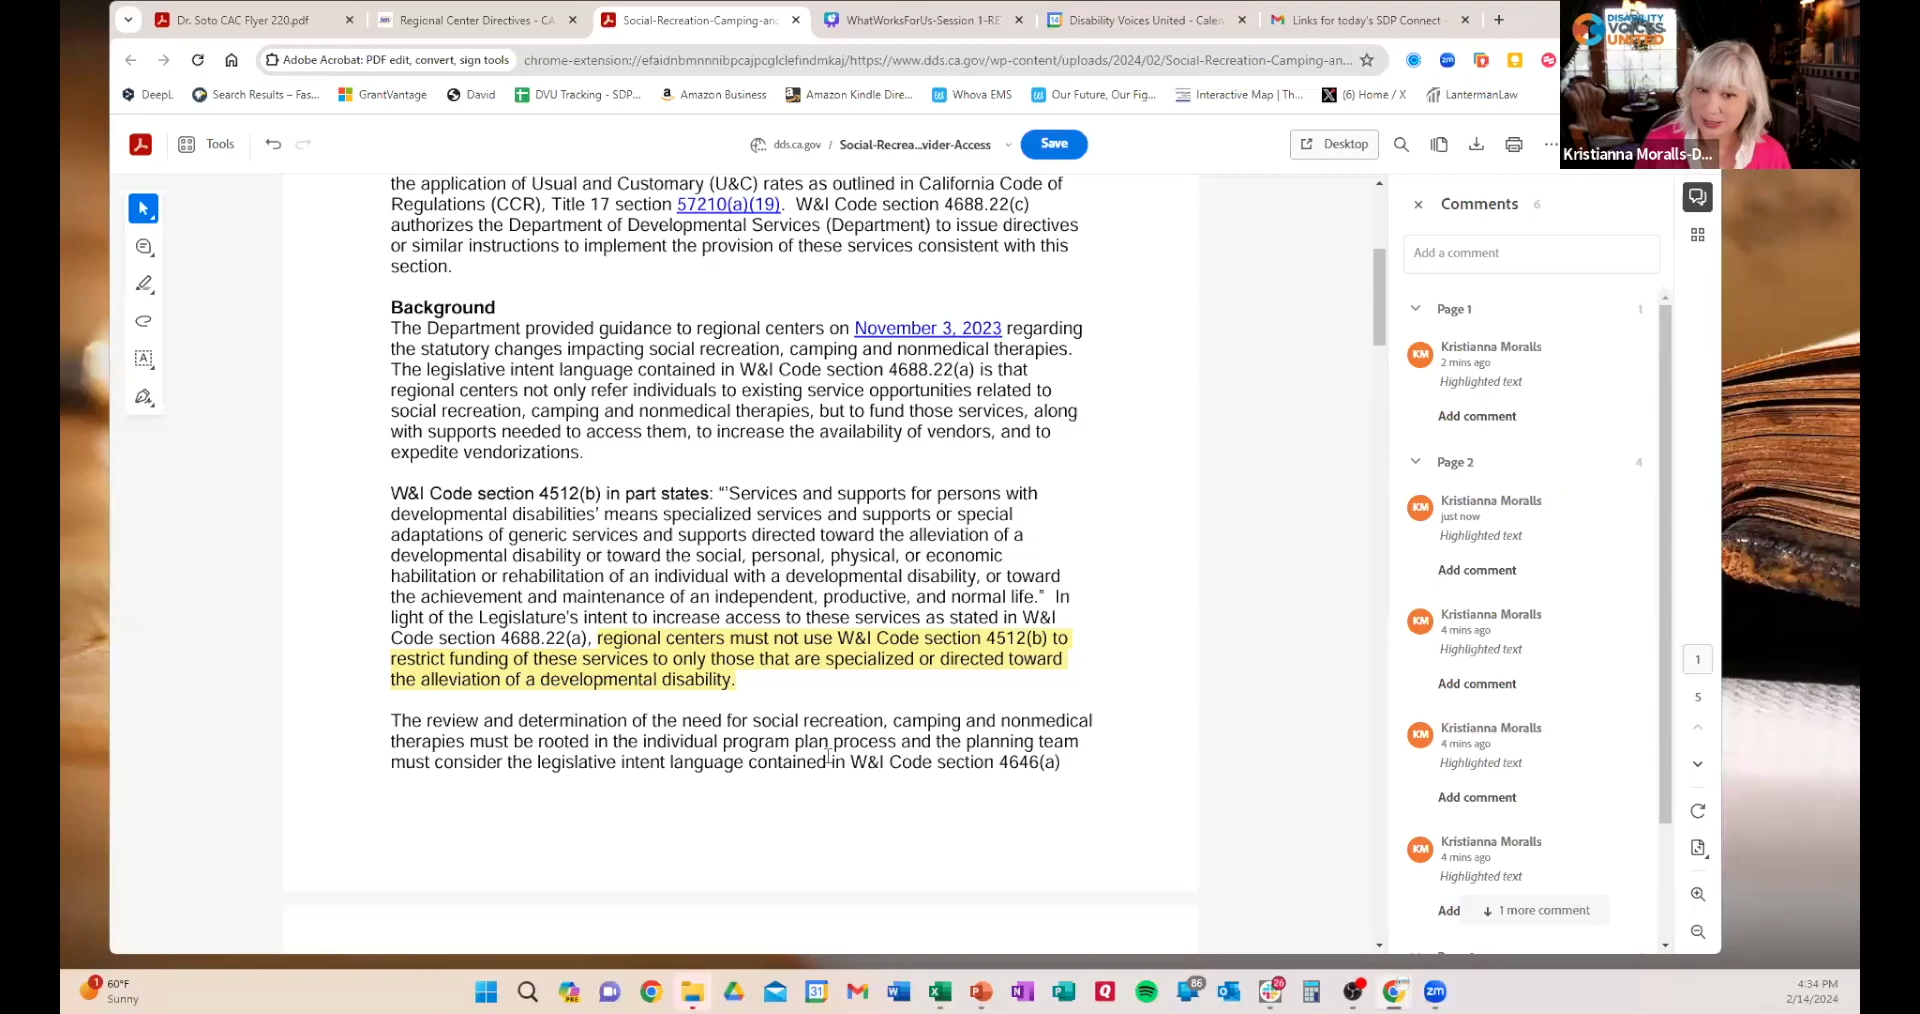 Dr. Soto CAC Flyer 220.pdf
Regional Center Directives - CA
Social-Recreation-Camping-and
WhatWorksForUs-Session 1-RE
Disability Voices United - Calen
Links for today's SDP Connect -
DISABILITY
VOICES
UNITED
Adobe Acrobat: PDF edit, convert, sign tools
chrome-extension://efaidnbmnnnibpcajpcglclefindmkaj/https://www.dds.ca.gov/wp-content/uploads/2024/02/Social-Recreation-Camping-an...
DeepL
Search Results – Fas...
GrantVantage
David
DVU Tracking - SDP...
Amazon Business
Amazon Kindle Dire...
Whova EMS
Our Future, Our Fig...
Interactive Map | Th...
(6) Home / X
LantermanLaw
Tools
dds.ca.gov / Social-Recrea...vider-Access
Save
Desktop
Kristianna Moralls-D...
the application of Usual and Customary (U&C) rates as outlined in California Code of
Regulations (CCR), Title 17 section 57210(a)(19). W&I Code section 4688.22(c)
authorizes the Department of Developmental Services (Department) to issue directives
or similar instructions to implement the provision of these services consistent with this
section.
Background
The Department provided guidance to regional centers on November 3, 2023 regarding
the statutory changes impacting social recreation, camping and nonmedical therapies.
The legislative intent language contained in W&I Code section 4688.22(a) is that
regional centers not only refer individuals to existing service opportunities related to
social recreation, camping and nonmedical therapies, but to fund those services, along
with supports needed to access them, to increase the availability of vendors, and to
expedite vendorizations.
W&I Code section 4512(b) in part states: “’Services and supports for persons with
developmental disabilities’ means specialized services and supports or special
adaptations of generic services and supports directed toward the alleviation of a
developmental disability or toward the social, personal, physical, or economic
habilitation or rehabilitation of an individual with a developmental disability, or toward
the achievement and maintenance of an independent, productive, and normal life.” In
light of the Legislature’s intent to increase access to these services as stated in W&I
Code section 4688.22(a), regional centers must not use W&I Code section 4512(b) to
restrict funding of these services to only those that are specialized or directed toward
the alleviation of a developmental disability.
The review and determination of the need for social recreation, camping and nonmedical
therapies must be rooted in the individual program plan process and the planning team
must consider the legislative intent language contained in W&I Code section 4646(a)
Comments 6
Add a comment
Page 1 1
KM
Kristianna Moralls
2 mins ago
Highlighted text
Add comment
Page 2 4
KM
Kristianna Moralls
just now
Highlighted text
Add comment
KM
Kristianna Moralls
4 mins ago
Highlighted text
Add comment
KM
Kristianna Moralls
4 mins ago
Highlighted text
Add comment
KM
Kristianna Moralls
4 mins ago
Highlighted text
Add
1 more comment
1
5
1
60°F
Sunny
PRE
31
86
26
zm
4:34 PM
2/14/2024